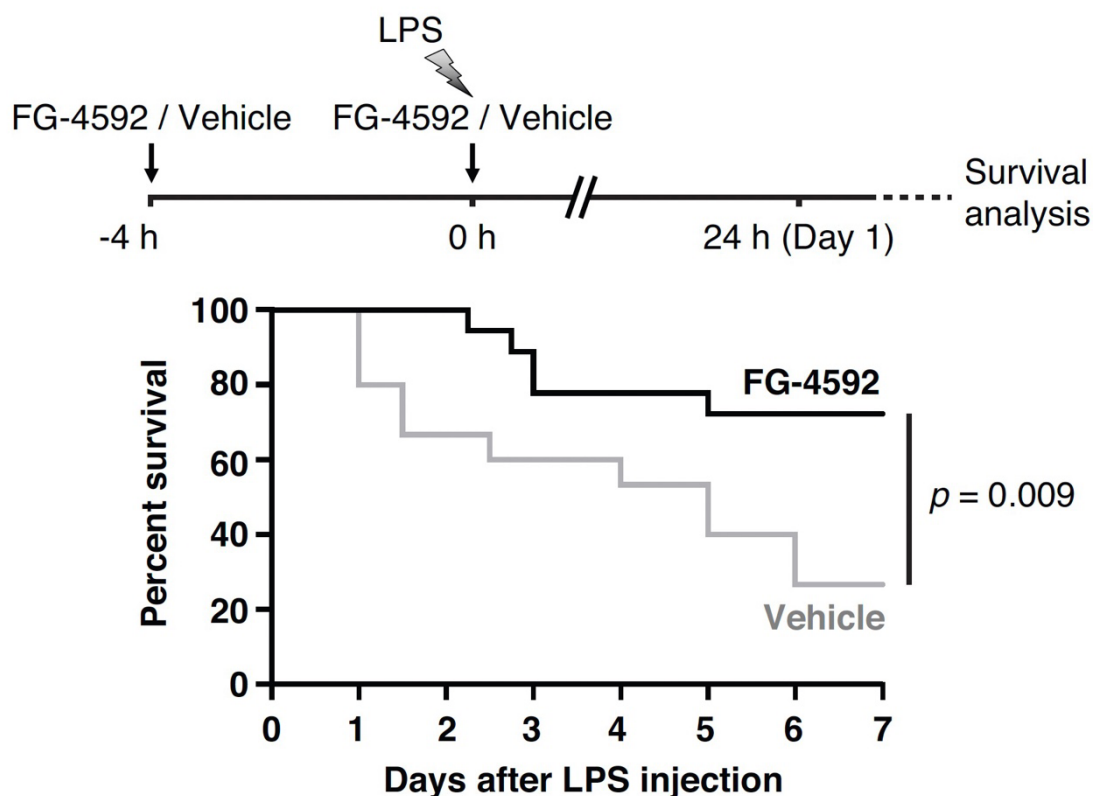 LPS
FG-4592 / Vehicle
FG-4592 / Vehicle
-4 h
0 h
24 h (Day 1)
Survival
analysis
Percent survival
100
80
60
40
20
0
FG-4592
Vehicle
p = 0.009
0 1 2 3 4 5 6 7
Days after LPS injection